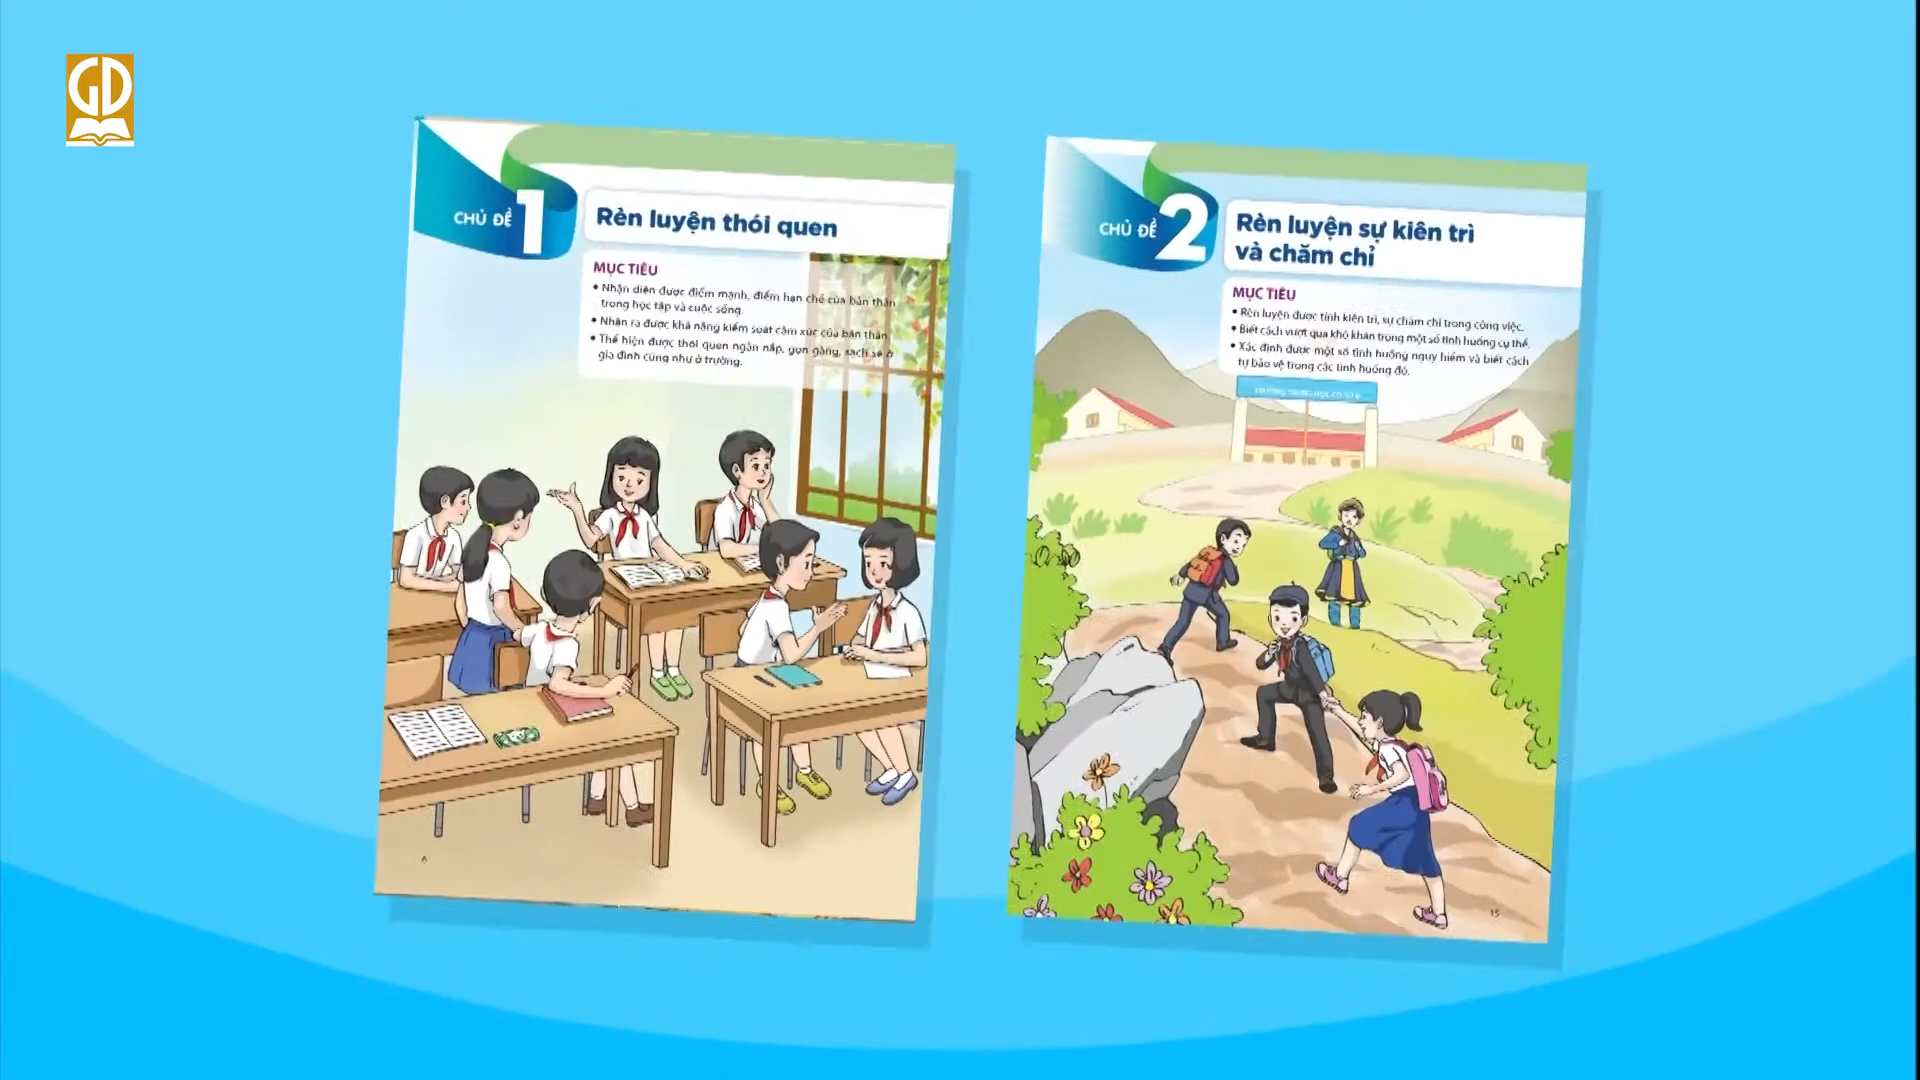 GD
CHỦ ĐỀ 1
Rèn luyện thói quen
MỤC TIÊU
• Nhận diện được điểm mạnh, điểm hạn chế của bản thân
trong học tập và cuộc sống.
• Nhận ra được khả năng kiểm soát cảm xúc của bản thân.
• Thể hiện được thói quen ngăn nắp, gọn gàng, sạch sẽ ở
gia đình cũng như ở trường.
6
CHỦ ĐỀ 2
Rèn luyện sự kiên trì
và chăm chỉ
MỤC TIÊU
• Rèn luyện được tính kiên trì, sự chăm chỉ trong công việc.
• Biết cách vượt qua khó khăn trong một số tình huống cụ thể.
• Xác định được một số tình huống nguy hiểm và biết cách
tự bảo vệ trong các tình huống đó.
TRƯỜNG TRUNG HỌC CƠ SỞ
15